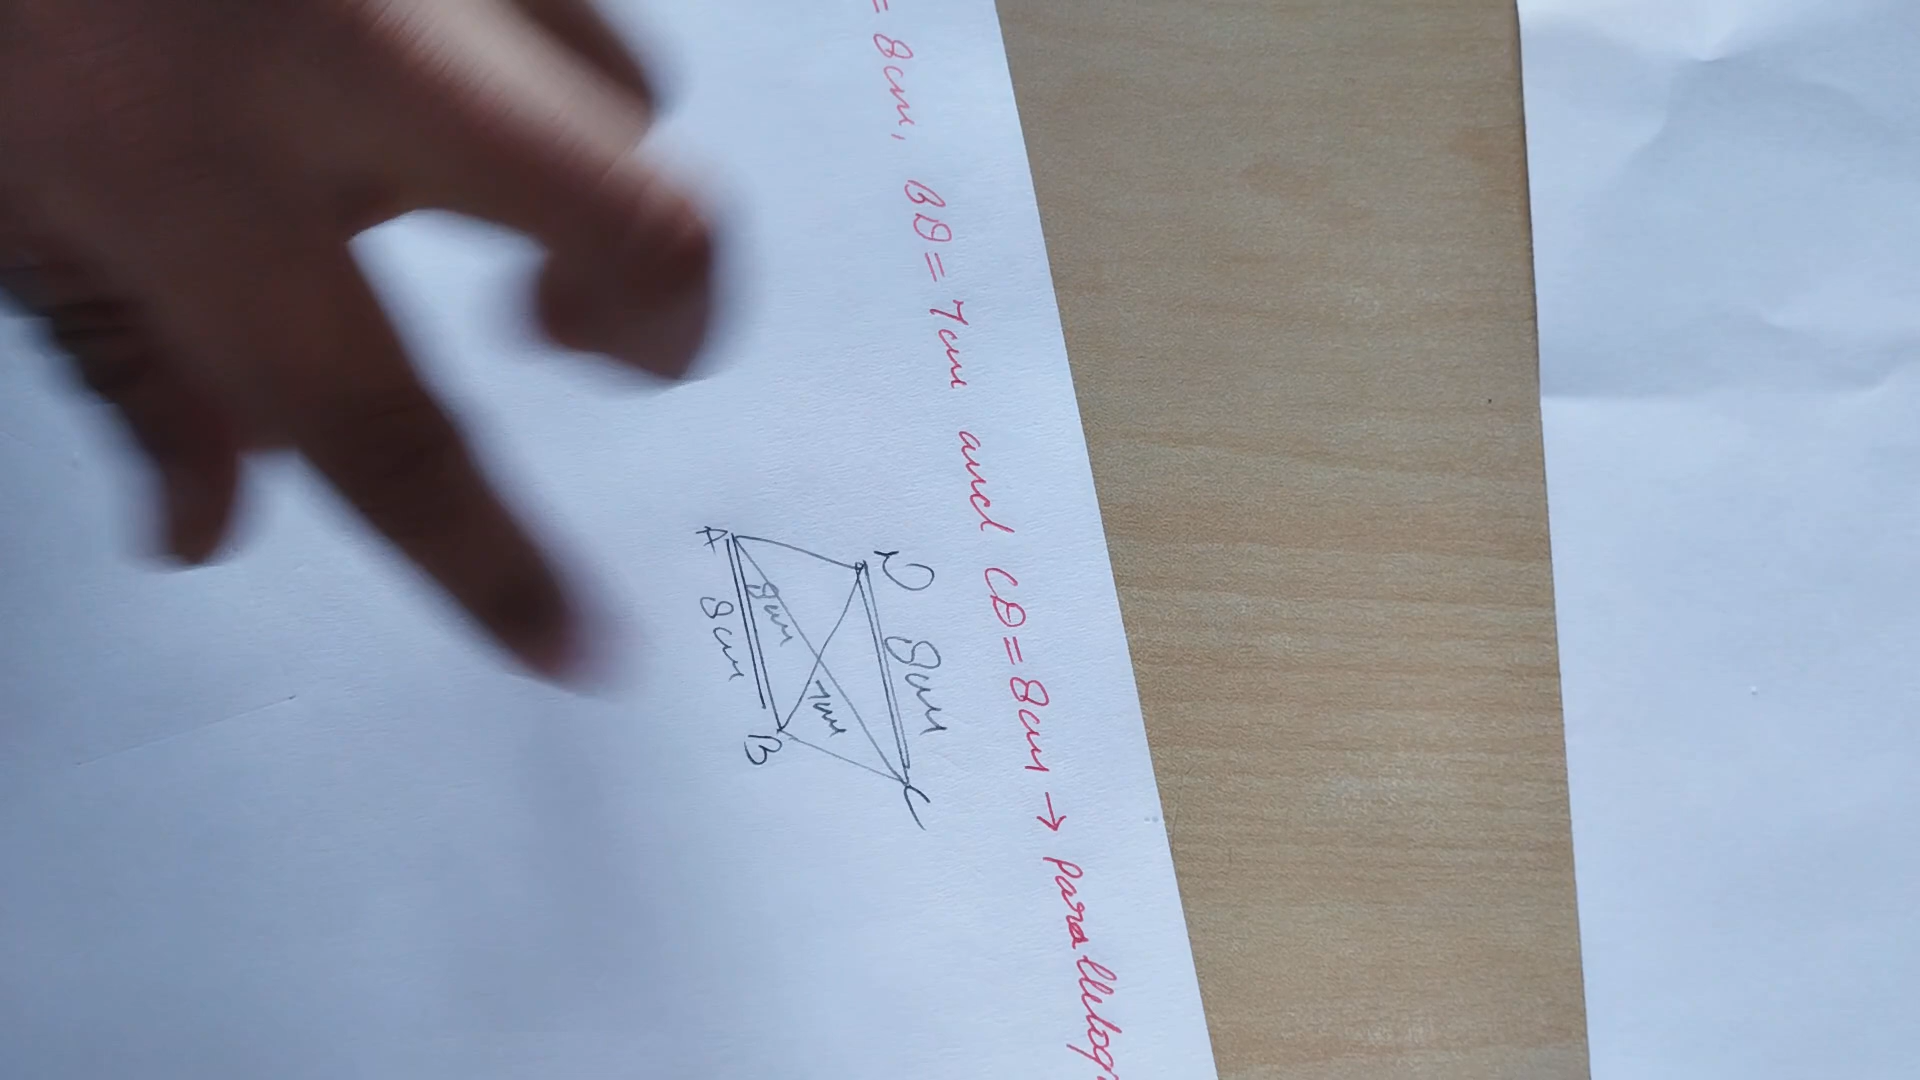 = 8cm, BD = 7cm and CD = 8cm → Parallelog
A
D
8cm
8cm
8cm
7cm
B
C